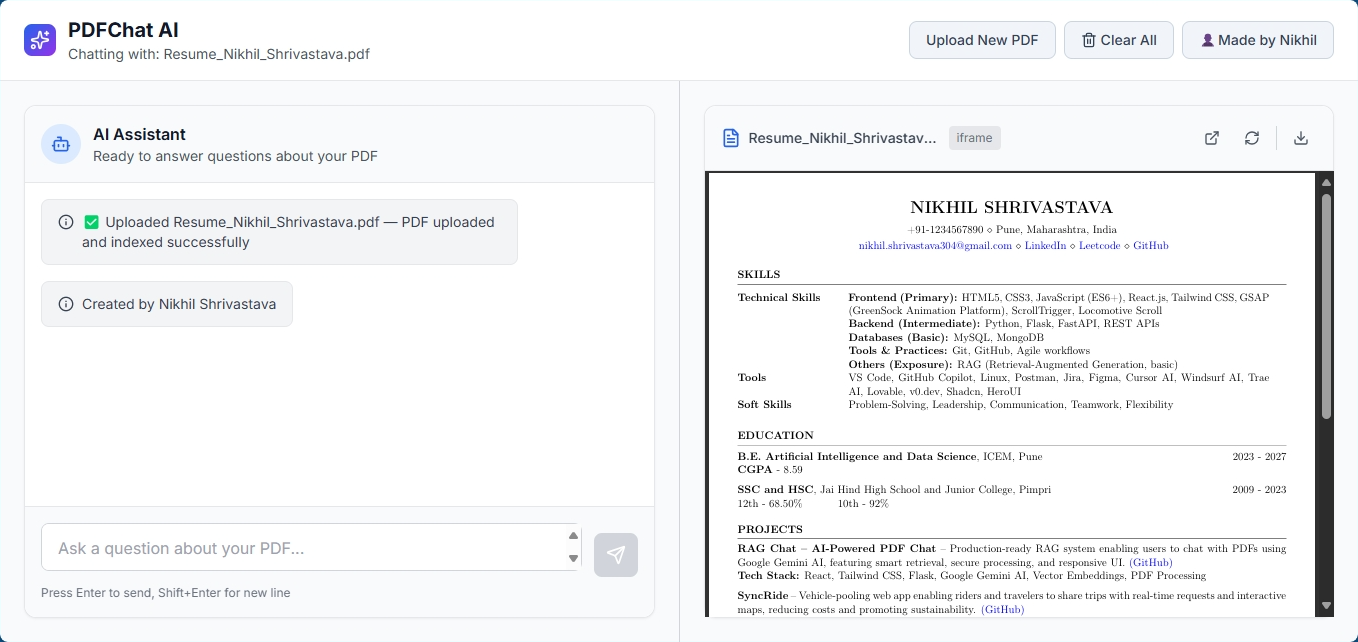 PDFChat AI
Chatting with: Resume_Nikhil_Shrivastava.pdf
Upload New PDF
Clear All
Made by Nikhil
AI Assistant
Ready to answer questions about your PDF
✅ Uploaded Resume_Nikhil_Shrivastava.pdf — PDF uploaded
and indexed successfully
Created by Nikhil Shrivastava
Ask a question about your PDF...
Press Enter to send, Shift+Enter for new line
Resume_Nikhil_Shrivastav... iframe
NIKHIL SHRIVASTAVA
+91-1234567890 ⋄ Pune, Maharashtra, India
nikhil.shrivastava304@gmail.com ⋄ LinkedIn ⋄ Leetcode ⋄ GitHub
SKILLS
Technical Skills Frontend (Primary): HTML5, CSS3, JavaScript (ES6+), React.js, Tailwind CSS, GSAP
(GreenSock Animation Platform), ScrollTrigger, Locomotive Scroll
Backend (Intermediate): Python, Flask, FastAPI, REST APIs
Databases (Basic): MySQL, MongoDB
Tools & Practices: Git, GitHub, Agile workflows
Others (Exposure): RAG (Retrieval-Augmented Generation, basic)
Tools VS Code, GitHub Copilot, Linux, Postman, Jira, Figma, Cursor AI, Windsurf AI, Trae
AI, Lovable, v0.dev, Shadcn, HeroUI
Soft Skills Problem-Solving, Leadership, Communication, Teamwork, Flexibility
EDUCATION
B.E. Artificial Intelligence and Data Science, ICEM, Pune 2023 - 2027
CGPA - 8.59
SSC and HSC, Jai Hind High School and Junior College, Pimpri 2009 - 2023
12th - 68.50% 10th - 92%
PROJECTS
RAG Chat – AI-Powered PDF Chat – Production-ready RAG system enabling users to chat with PDFs using
Google Gemini AI, featuring smart retrieval, secure processing, and responsive UI. (GitHub)
Tech Stack: React, Tailwind CSS, Flask, Google Gemini AI, Vector Embeddings, PDF Processing
SyncRide – Vehicle-pooling web app enabling riders and travelers to share trips with real-time requests and interactive
maps, reducing costs and promoting sustainability. (GitHub)